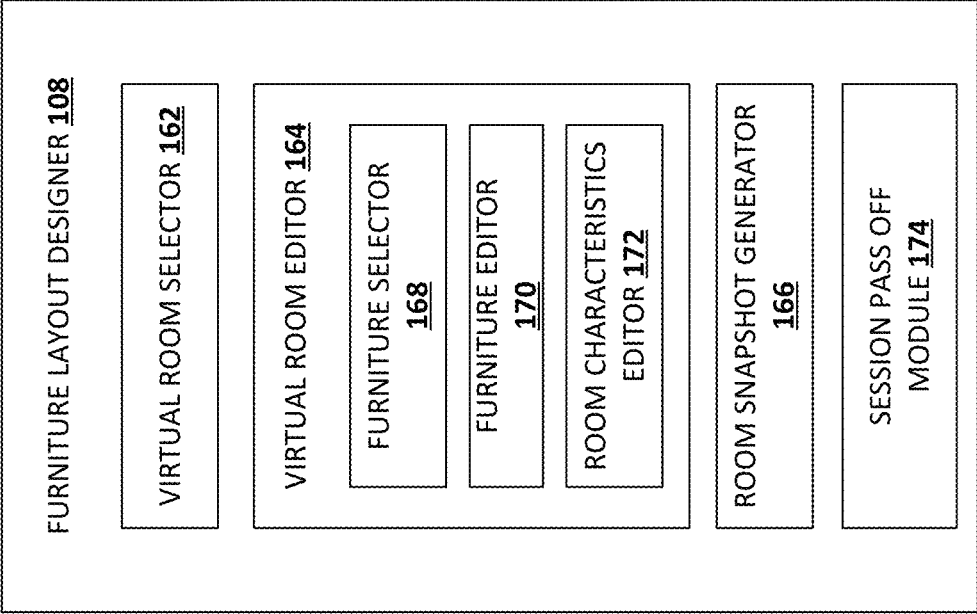 FURNITURE LAYOUT DESIGNER 108
VIRTUAL ROOM SELECTOR 162
VIRTUAL ROOM EDITOR 164
FURNITURE SELECTOR
168
FURNITURE EDITOR
170
ROOM CHARACTERISTICS
EDITOR 172
ROOM SNAPSHOT GENERATOR
166
SESSION PASS OFF
MODULE 174